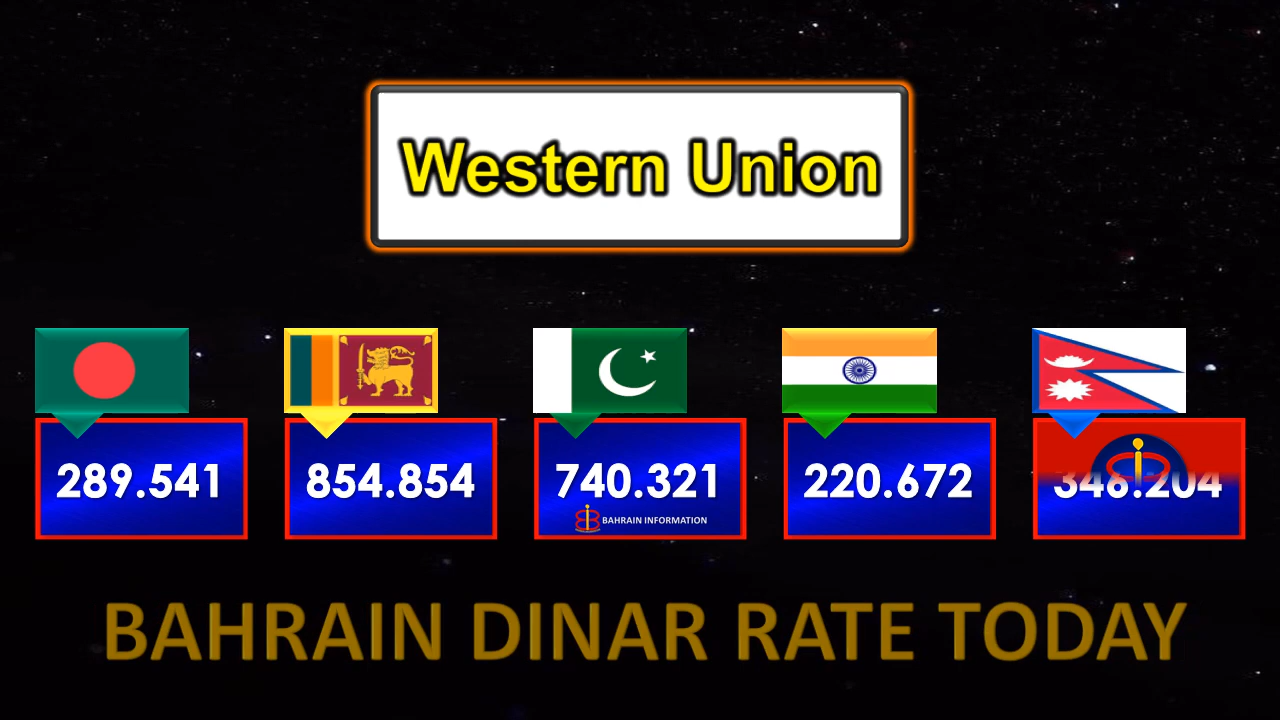 Western Union
289.541 854.854 740.321 220.672
BAHRAIN INFORMATION
BAHRAIN DINAR RATE TODAY